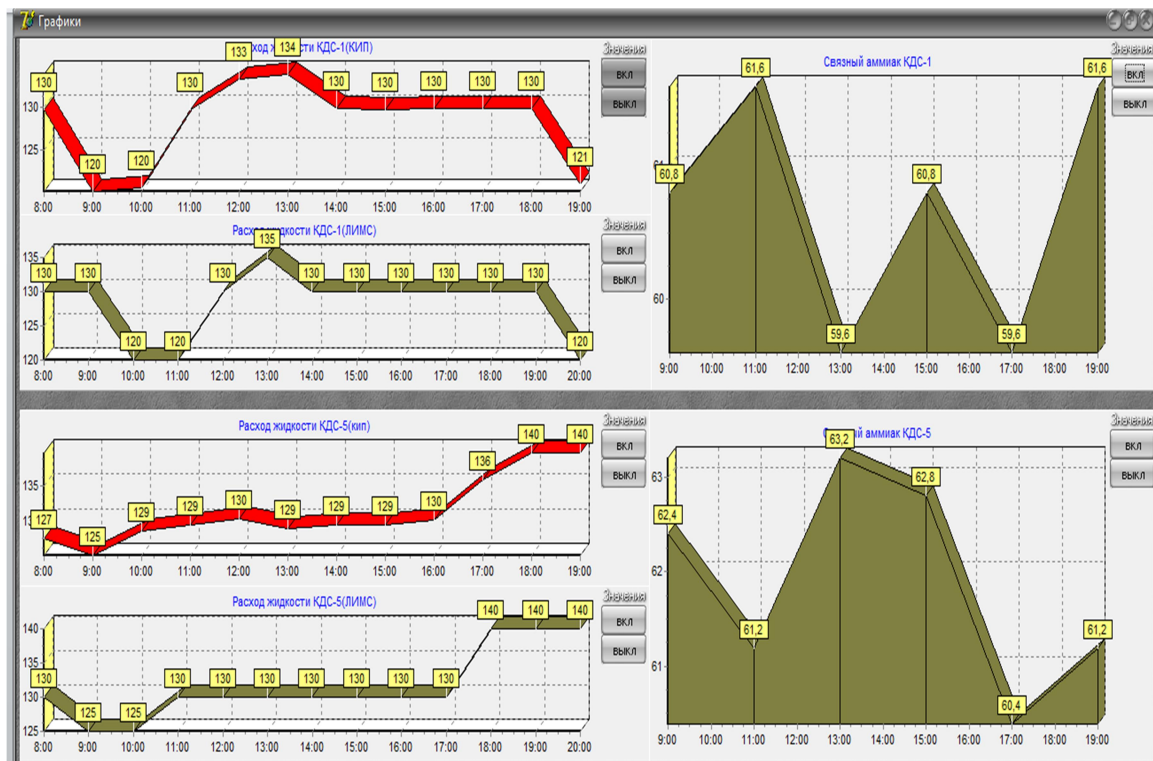 Графики
ход жидкости КДС-1(КИП)
130 120 120 130 133 134 130 130 130 130 130 121
130
125
8:00 9:00 10:00 11:00 12:00 13:00 14:00 15:00 16:00 17:00 18:00 19:00
Значения
вкл
выкл
Связный аммиак КДС-1
60,8 61,6 59,6 60,8 59,6 61,6
60
9:00 10:00 11:00 12:00 13:00 14:00 15:00 16:00 17:00 18:00 19:00
Значения
вкл
выкл
Расход жидкости КДС-1(ЛИМС)
130 130 120 120 130 135 130 130 130 130 130 130 120
135
130
125
120
8:00 9:00 10:00 11:00 12:00 13:00 14:00 15:00 16:00 17:00 18:00 19:00 20:00
Значения
вкл
выкл
Расход жидкости КДС-5(кип)
127 125 129 129 130 129 129 129 130 136 140 140
135
8:00 9:00 10:00 11:00 12:00 13:00 14:00 15:00 16:00 17:00 18:00 19:00
Значения
вкл
выкл
ный аммиак КДС-5
62,4 61,2 63,2 62,8 60,4 61,2
63
62
61
9:00 10:00 11:00 12:00 13:00 14:00 15:00 16:00 17:00 18:00 19:00
Значения
вкл
выкл
Расход жидкости КДС-5(ЛИМС)
130 125 125 130 130 130 130 130 130 130 140 140 140
140
135
130
125
8:00 9:00 10:00 11:00 12:00 13:00 14:00 15:00 16:00 17:00 18:00 19:00 20:00
Значения
вкл
выкл